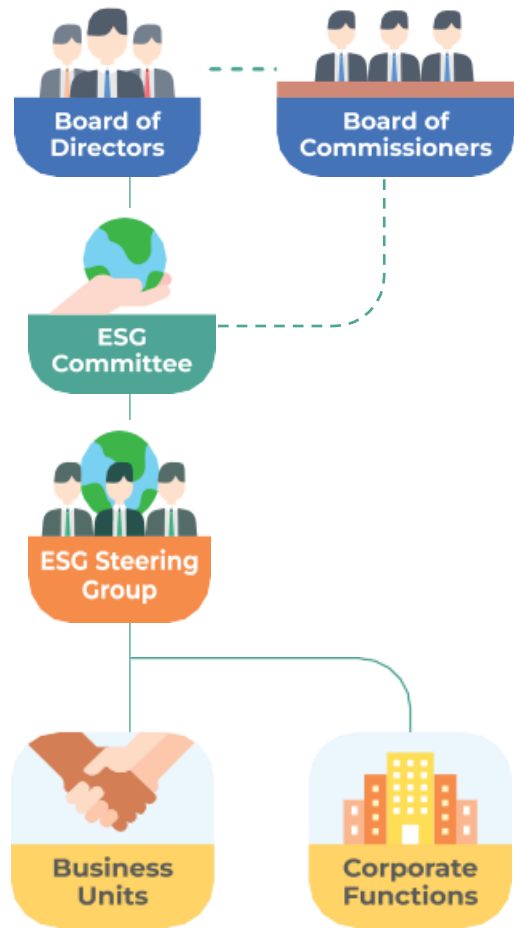 Board of
Directors
Board of
Commissioners
ESG
Committee
ESG Steering
Group
Business
Units
Corporate
Functions